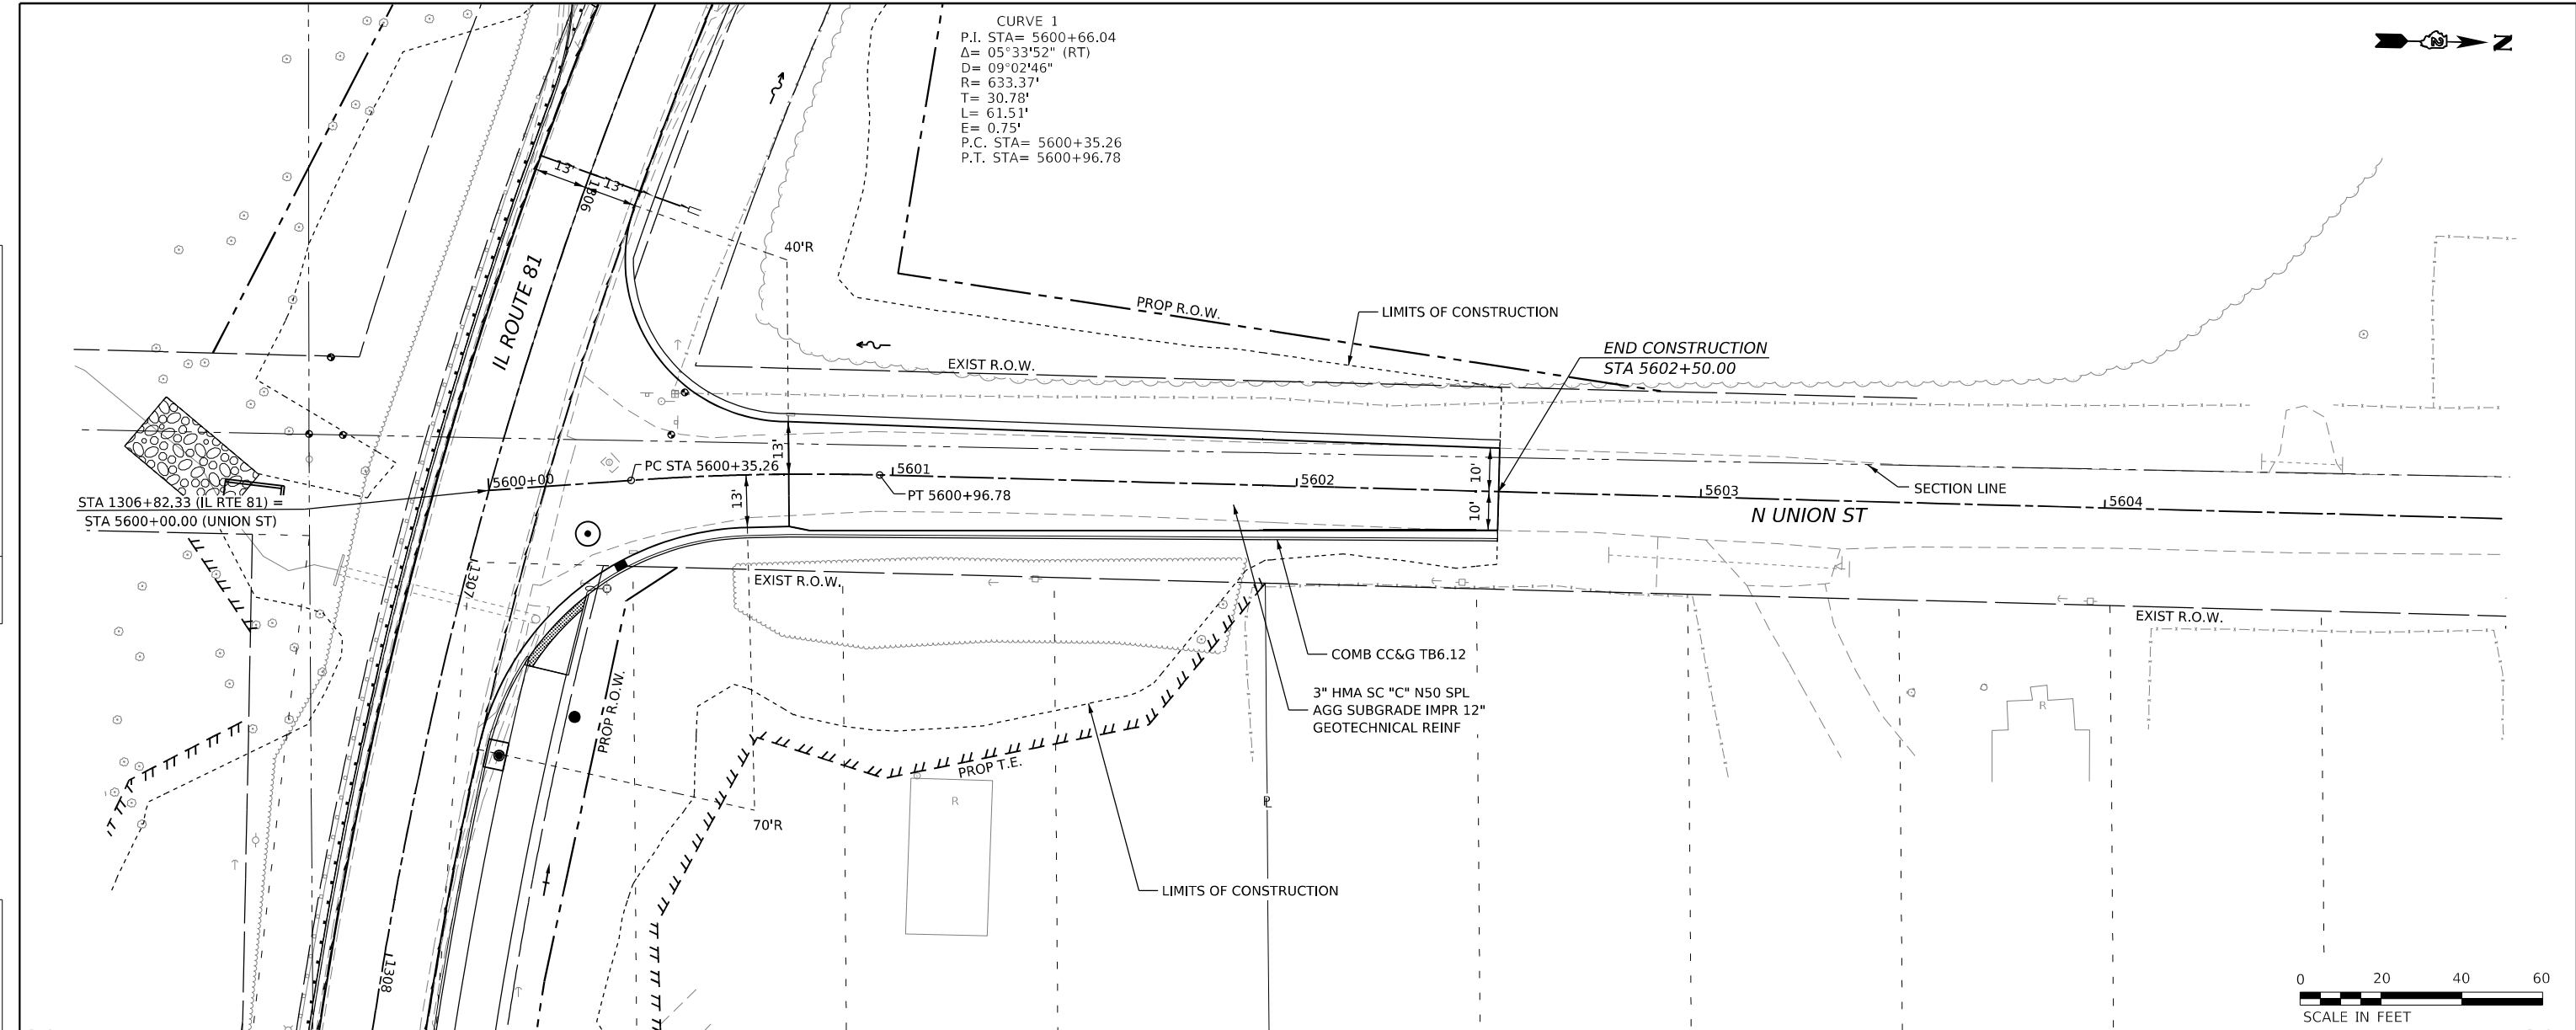 CURVE 1
P.I. STA= 5600+66.04
Δ= 05°33'52" (RT)
D= 09°02'46"
R= 633.37'
T= 30.78'
L= 61.51'
E= 0.75'
P.C. STA= 5600+35.26
P.T. STA= 5600+96.78
N
13'
13'
1306
40'R
IL ROUTE 81
PROP R.O.W.
LIMITS OF CONSTRUCTION
EXIST R.O.W.
END CONSTRUCTION
STA 5602+50.00
13'
PC STA 5600+35.26
5600+00
5601
5602
5603
5604
10'
10'
PT 5600+96.78
SECTION LINE
N UNION ST
STA 1306+82.33 (IL RTE 81) =
STA 5600+00.00 (UNION ST)
13'
1307
EXIST R.O.W.
EXIST R.O.W.
COMB CC&G TB6.12
3" HMA SC "C" N50 SPL
AGG SUBGRADE IMPR 12"
GEOTECHNICAL REINF
PROP R.O.W.
PROP T.E.
R
R
PL
70'R
LIMITS OF CONSTRUCTION
1308
0 20 40 60
SCALE IN FEET